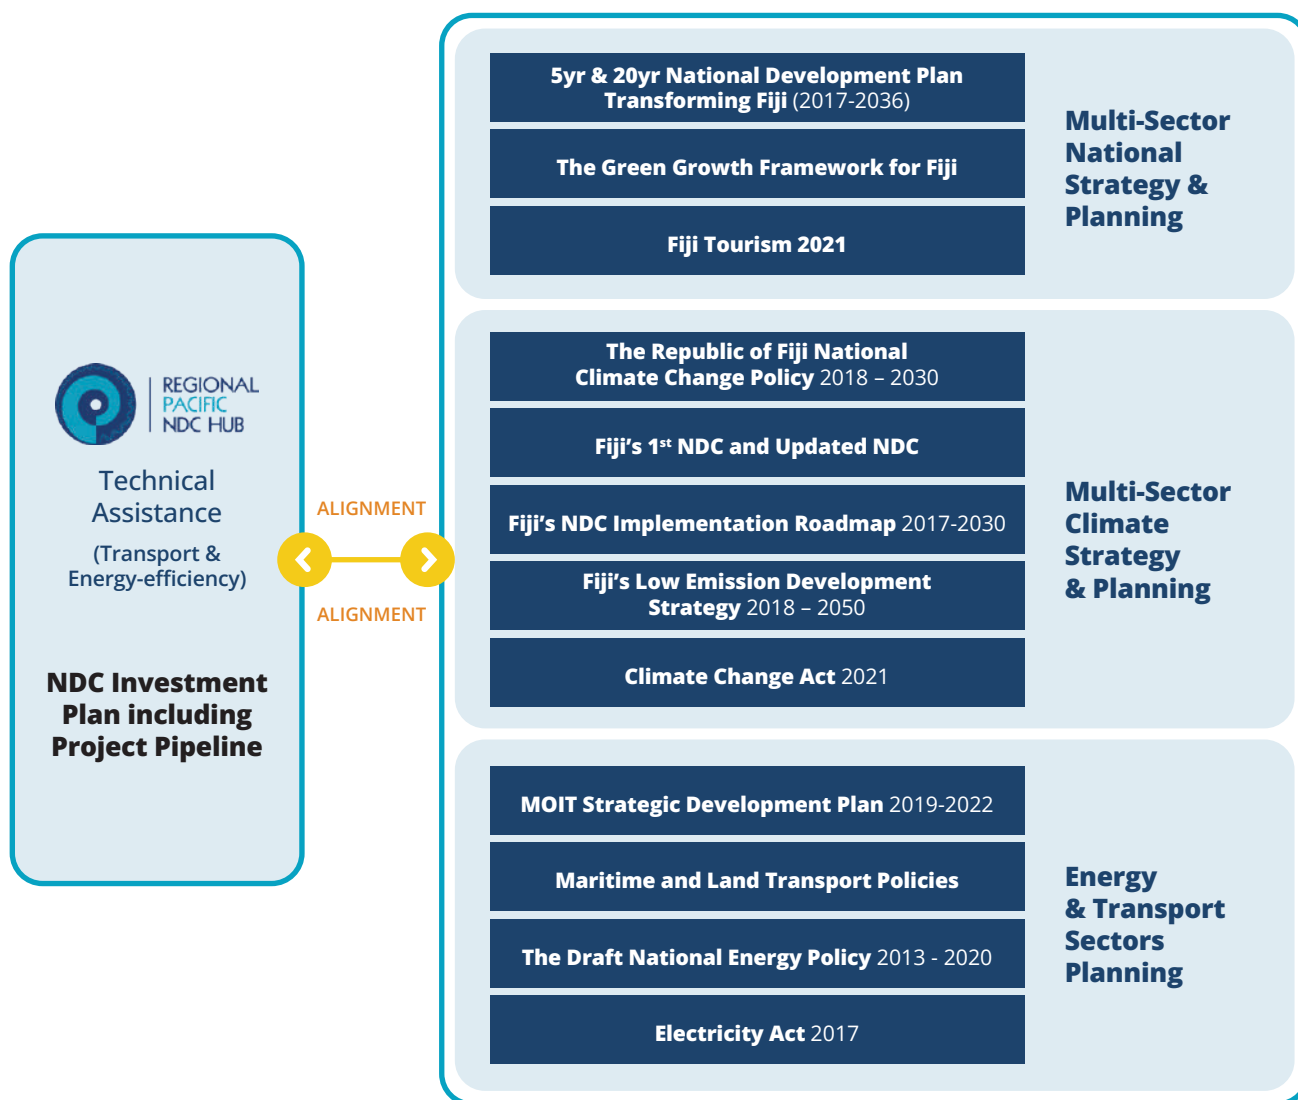 REGIONAL
PACIFIC
NDC HUB
Technical
Assistance
(Transport &
Energy-efficiency)
NDC Investment
Plan including
Project Pipeline
ALIGNMENT
ALIGNMENT
5yr & 20yr National Development Plan
Transforming Fiji (2017-2036)
The Green Growth Framework for Fiji
Fiji Tourism 2021
Multi-Sector
National
Strategy &
Planning
The Republic of Fiji National
Climate Change Policy 2018 – 2030
Fiji’s 1st NDC and Updated NDC
Fiji’s NDC Implementation Roadmap 2017-2030
Fiji’s Low Emission Development
Strategy 2018 – 2050
Climate Change Act 2021
Multi-Sector
Climate
Strategy
& Planning
MOIT Strategic Development Plan 2019-2022
Maritime and Land Transport Policies
The Draft National Energy Policy 2013 - 2020
Electricity Act 2017
Energy
& Transport
Sectors
Planning